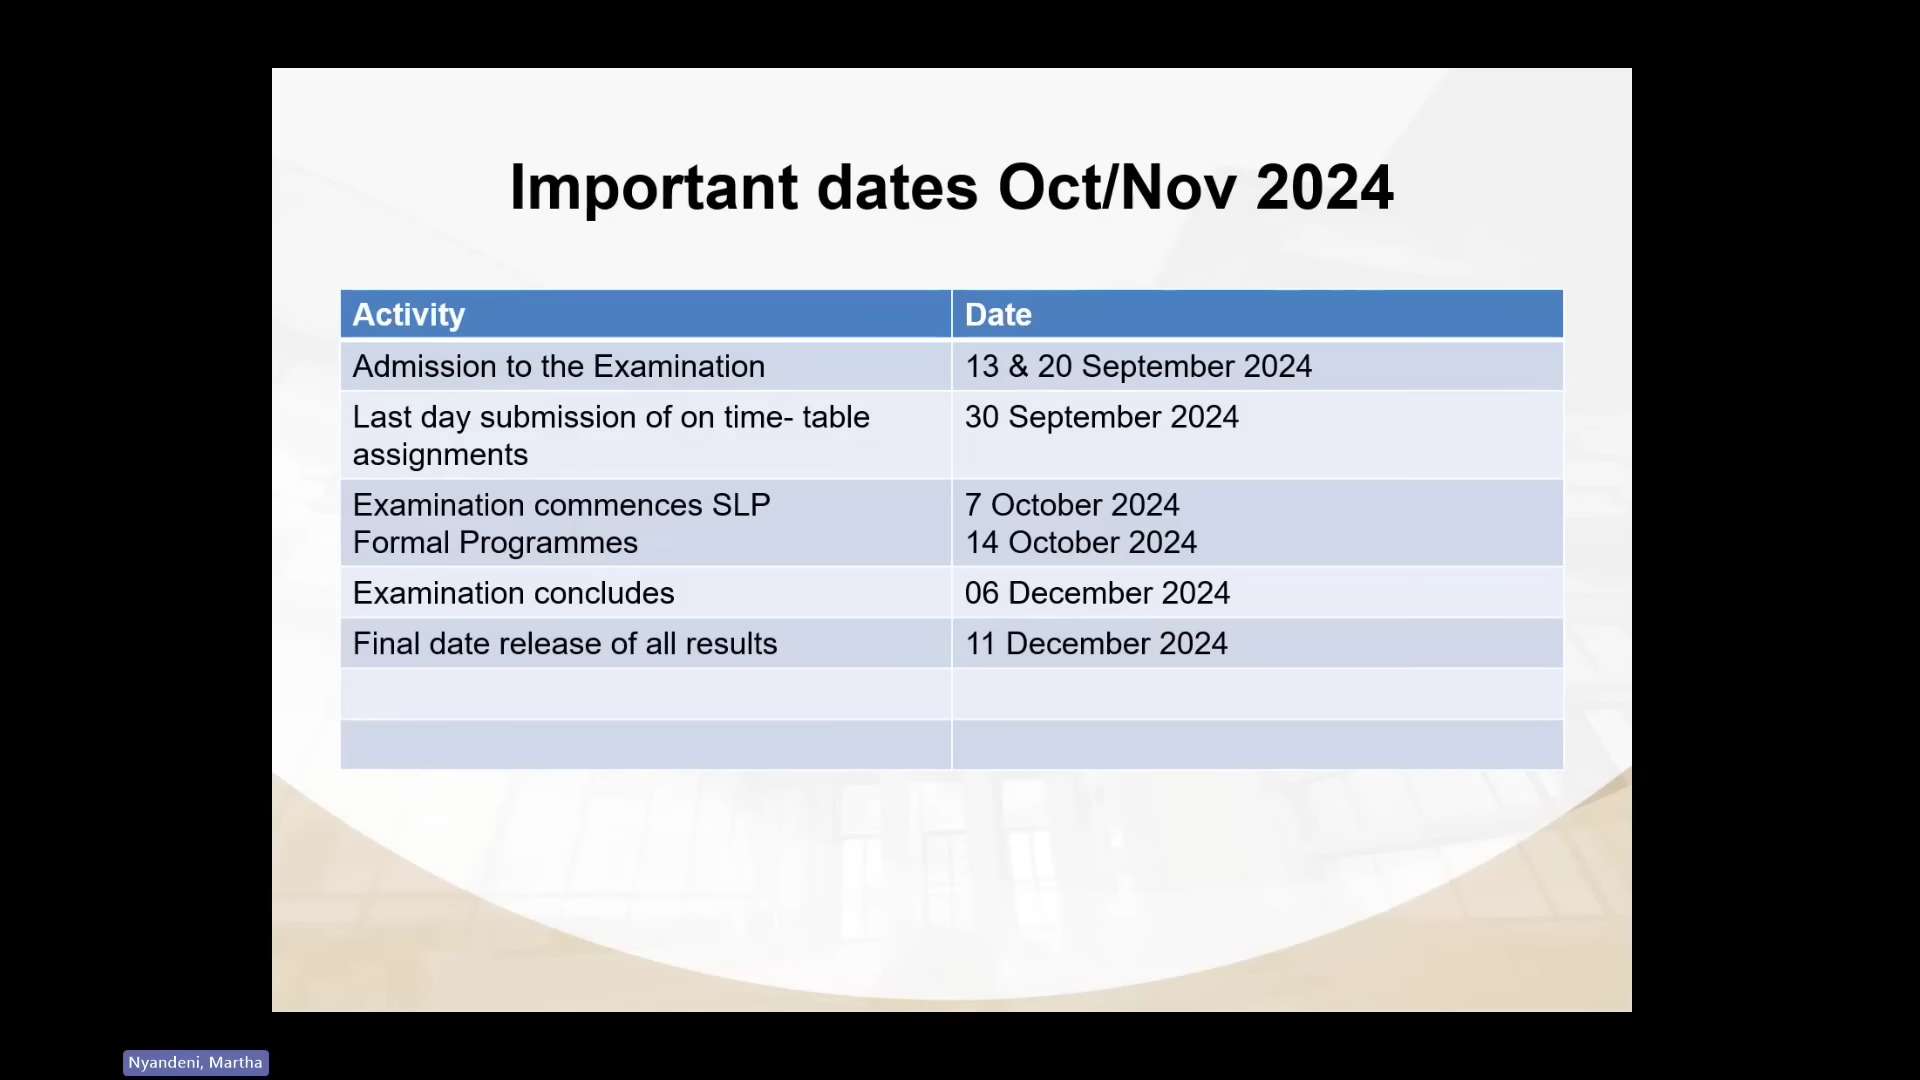 Important dates Oct/Nov 2024
Activity Date
Admission to the Examination 13 & 20 September 2024
Last day submission of on time- table 30 September 2024
assignments
Examination commences SLP 7 October 2024
Formal Programmes 14 October 2024
Examination concludes 06 December 2024
Final date release of all results 11 December 2024
Nyandeni, Martha